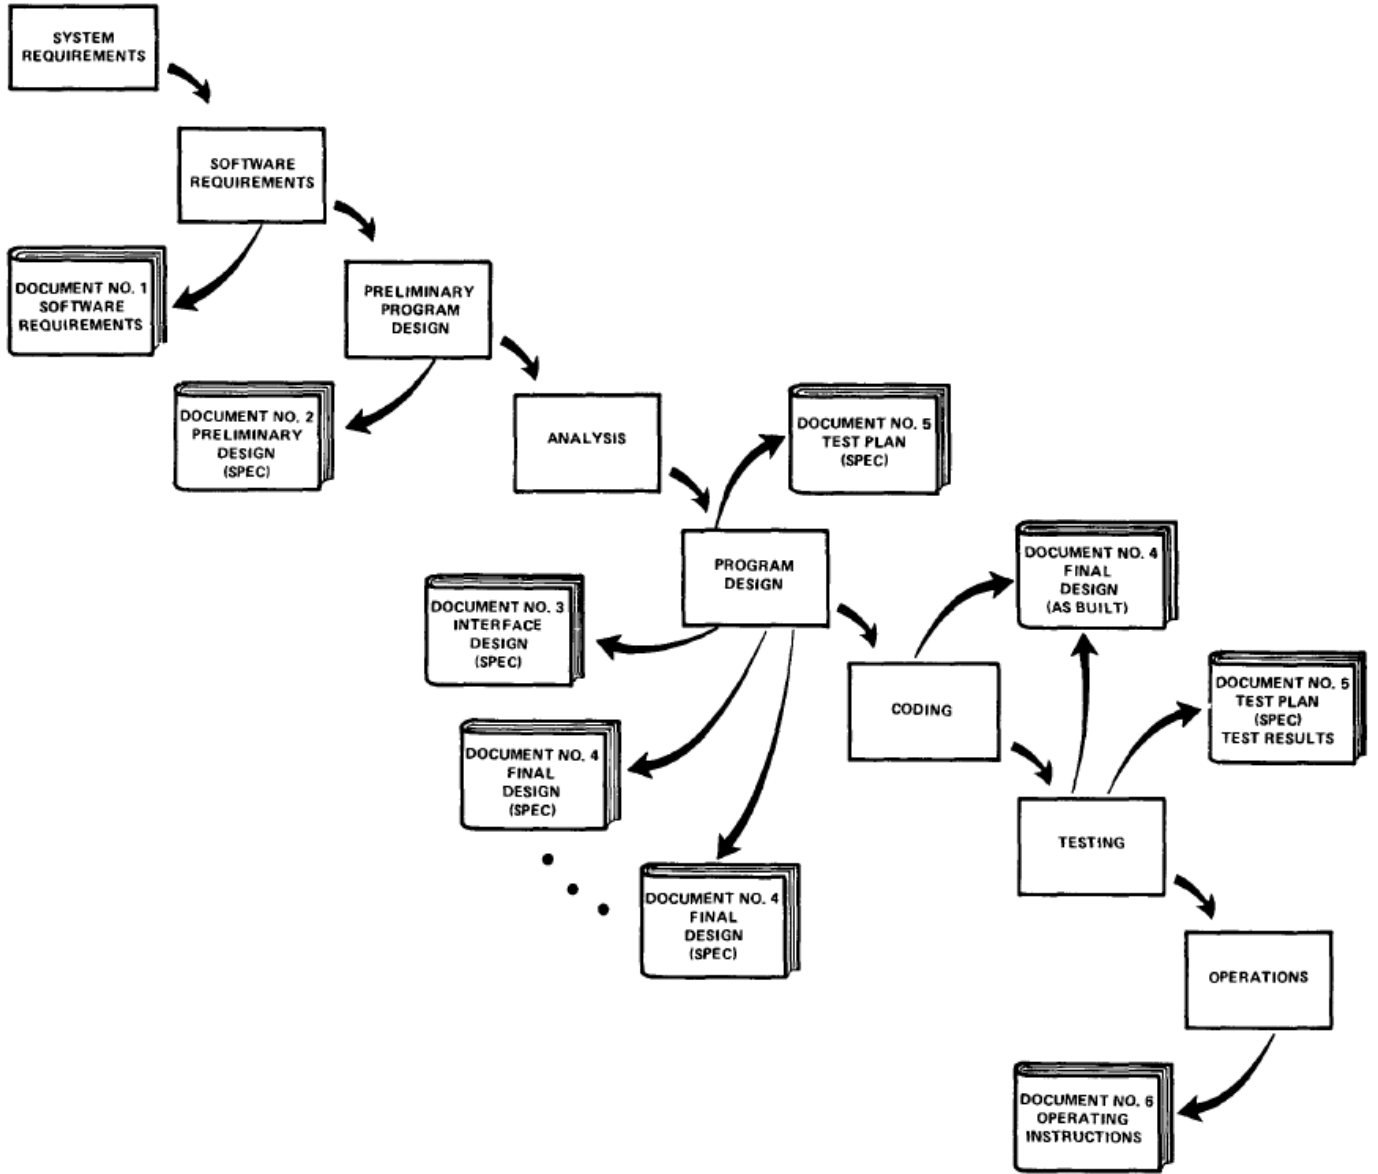 SYSTEM
REQUIREMENTS
SOFTWARE
REQUIREMENTS
DOCUMENT NO. 1
SOFTWARE
REQUIREMENTS
PRELIMINARY
PROGRAM
DESIGN
DOCUMENT NO. 2
PRELIMINARY
DESIGN
(SPEC)
ANALYSIS
DOCUMENT NO. 5
TEST PLAN
(SPEC)
PROGRAM
DESIGN
DOCUMENT NO. 3
INTERFACE
DESIGN
(SPEC)
DOCUMENT NO. 4
FINAL
DESIGN
(SPEC)
DOCUMENT NO. 4
FINAL
DESIGN
(SPEC)
CODING
DOCUMENT NO. 4
FINAL
DESIGN
(AS BUILT)
TESTING
DOCUMENT NO. 5
TEST PLAN
(SPEC)
TEST RESULTS
OPERATIONS
DOCUMENT NO. 6
OPERATING
INSTRUCTIONS